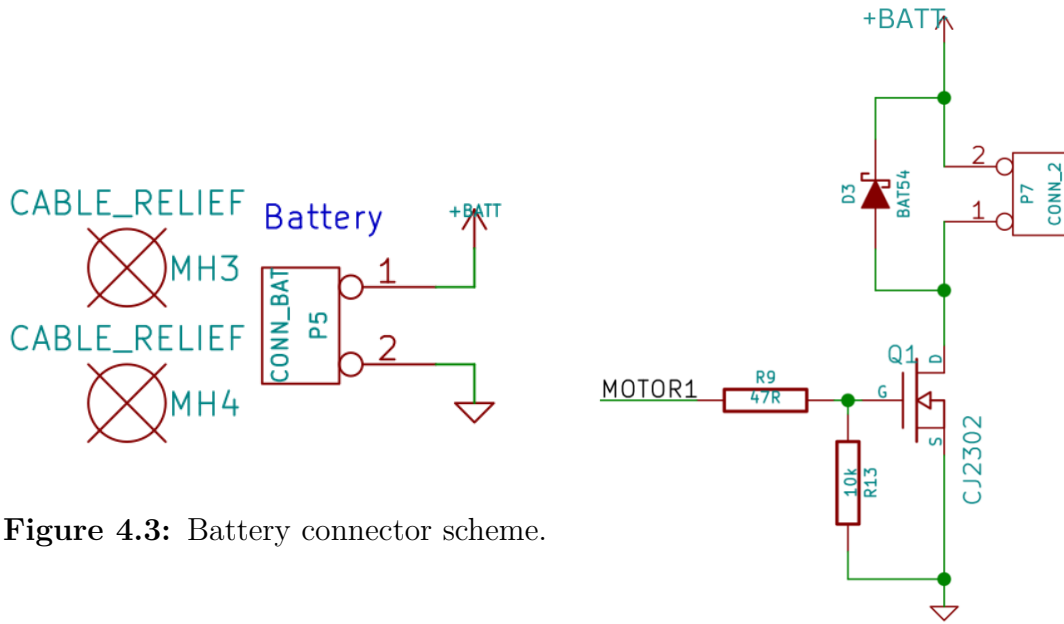 CABLE_RELIEF
MH3
CABLE_RELIEF
MH4
Battery
+BATT
CONN_BAT
P5
1
2
Figure 4.3: Battery connector scheme.
+BATT
D3
BAT54
2
1
P7
CONN_2
MOTOR1
R9
47R
G
Q1
D
S
CJ2302
10k
R13